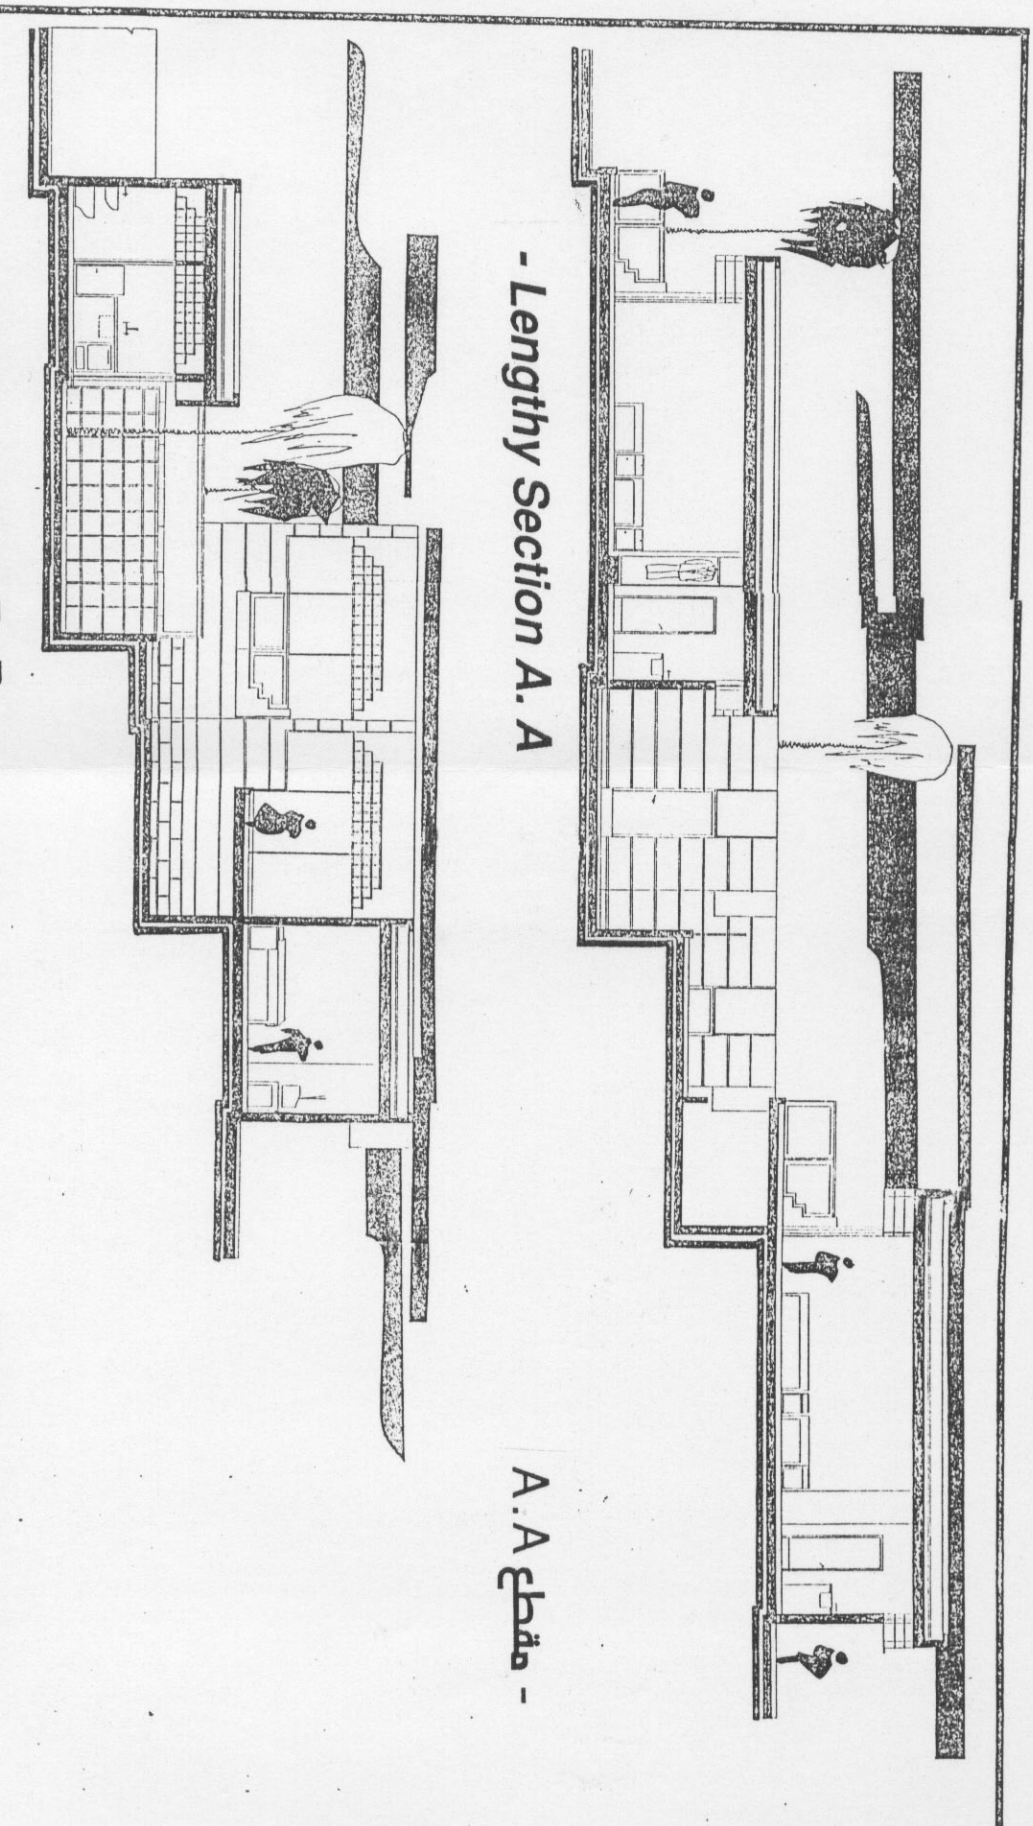 - Lengthy Section A. A
- مقطع A . A